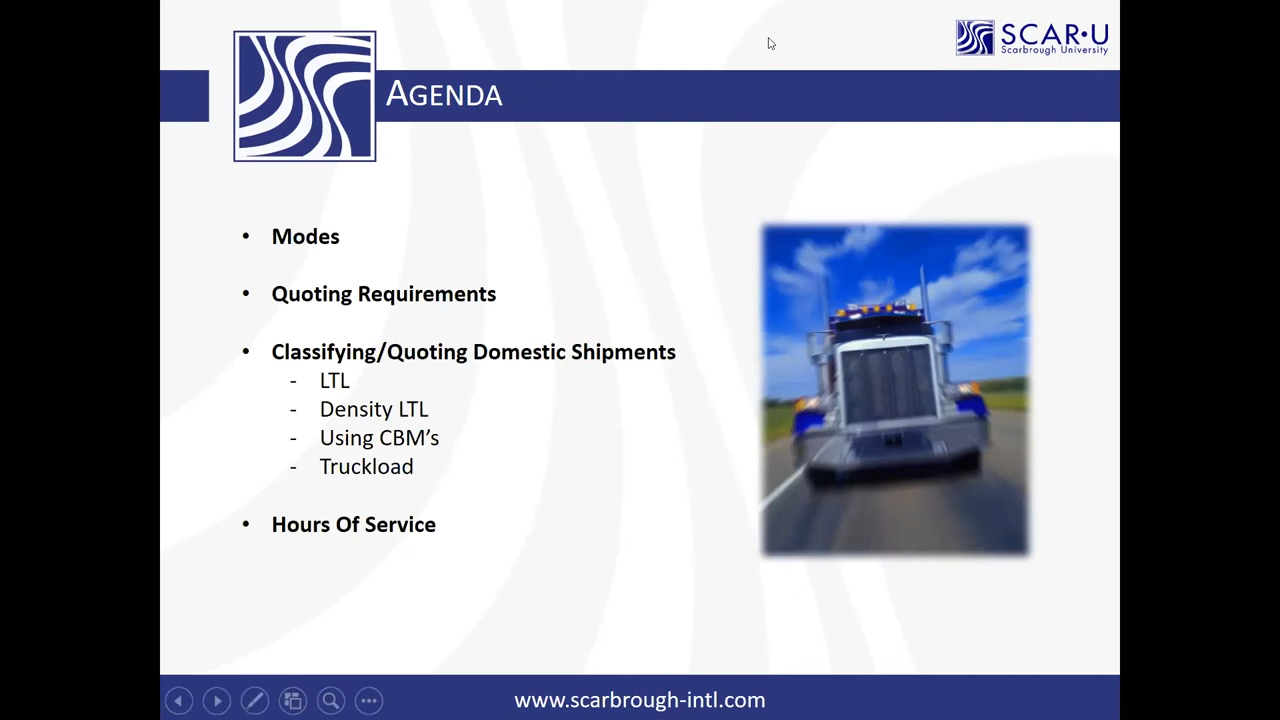 SCAR•U
Scarbrough University
AGENDA
• Modes
• Quoting Requirements
• Classifying/Quoting Domestic Shipments
- LTL
- Density LTL
- Using CBM’s
- Truckload
• Hours Of Service
www.scarbrough-intl.com